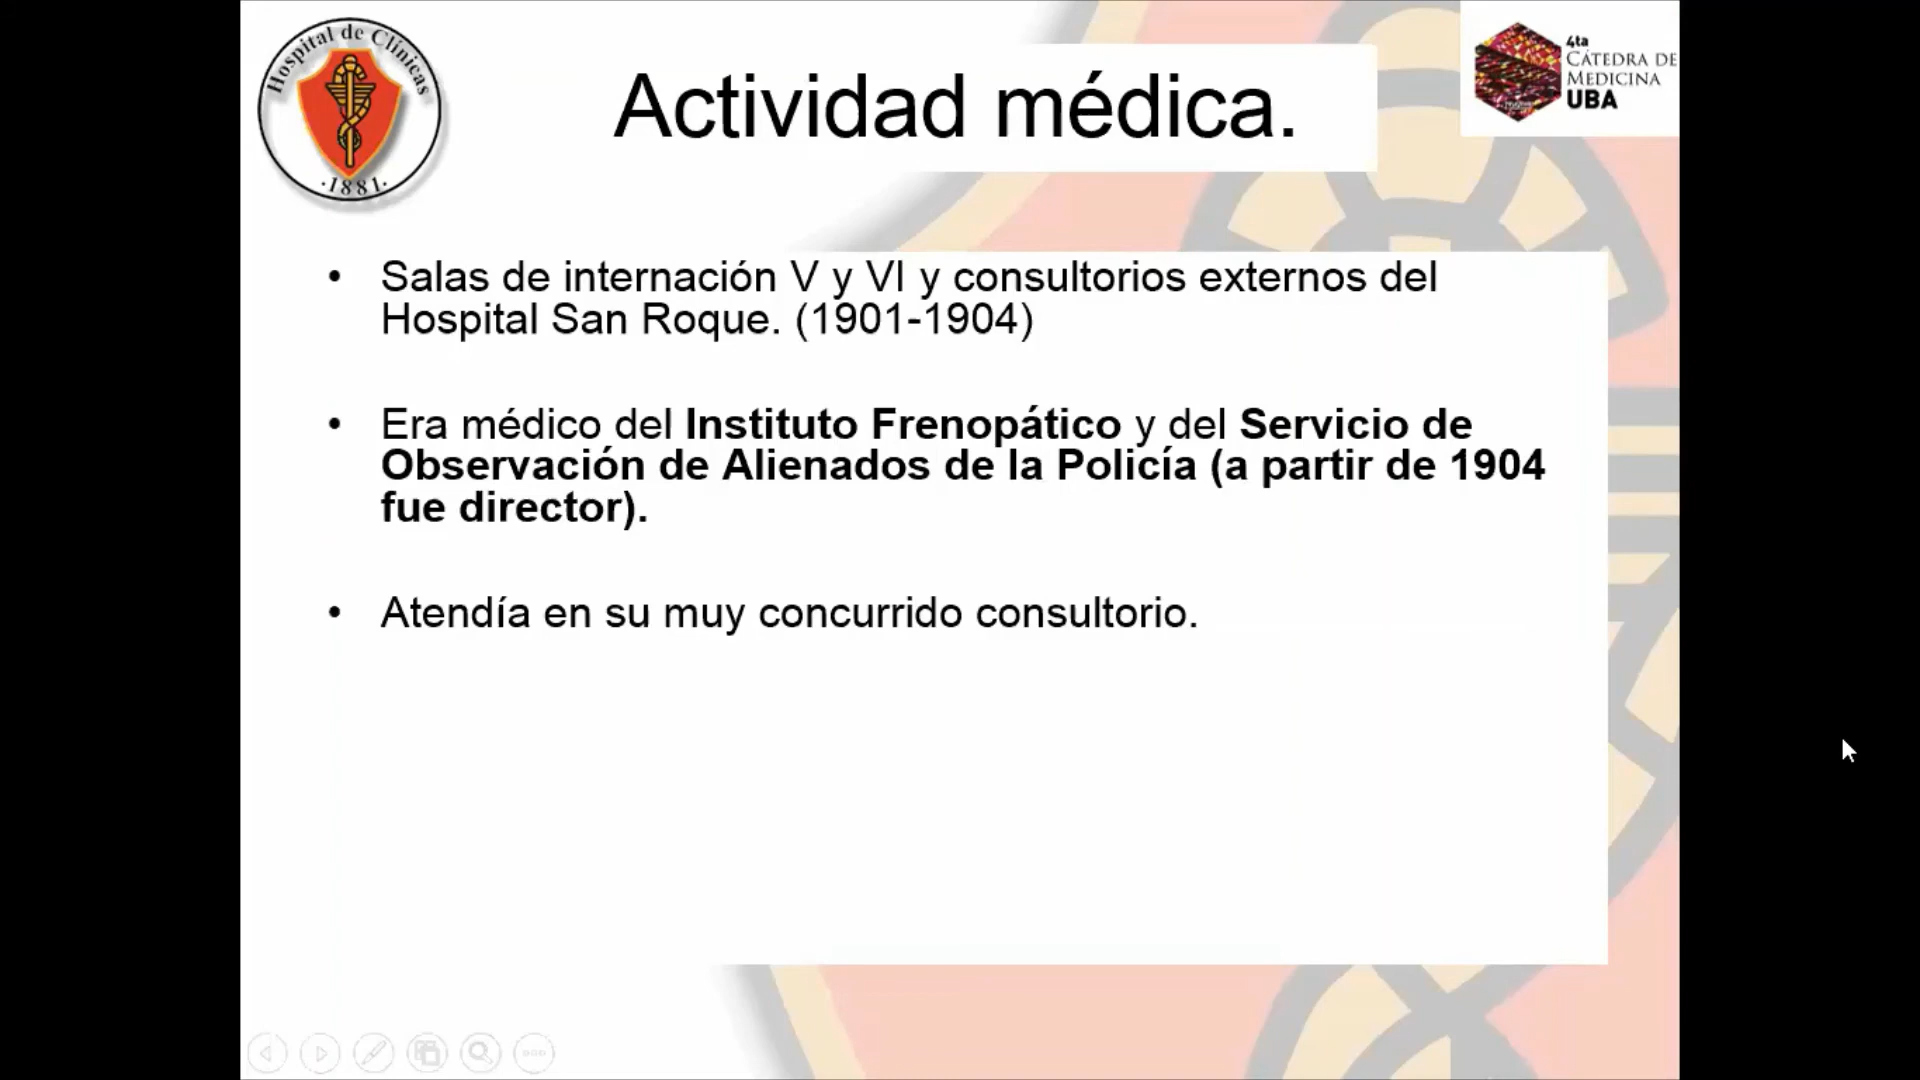 Hospital de Clínicas
·1881·
Actividad médica.
4ta
CÁTEDRA DE
MEDICINA
UBA
• Salas de internación V y VI y consultorios externos del
Hospital San Roque. (1901-1904)
• Era médico del Instituto Frenopático y del Servicio de
Observación de Alienados de la Policía (a partir de 1904
fue director).
• Atendía en su muy concurrido consultorio.